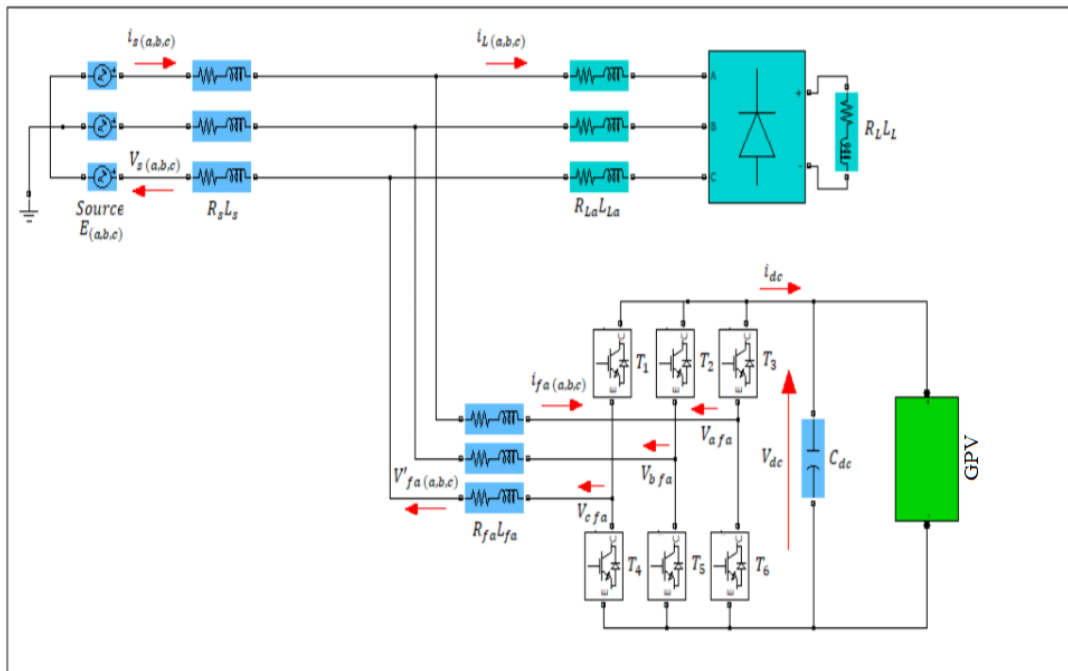 i_s(a,b,c)
i_L(a,b,c)
A
B
C
+
-
R_L L_L
V_s(a,b,c)
Source
E_(a,b,c)
R_s L_s
R_La L_La
i_dc
C
C
C
T_1
T_2
T_3
E
E
E
i_fa(a,b,c)
V_afa
V_bfa
V_cfa
V'_fa(a,b,c)
R_fa L_fa
V_dc
C_dc
GPV
C
C
C
T_4
T_5
T_6
E
E
E